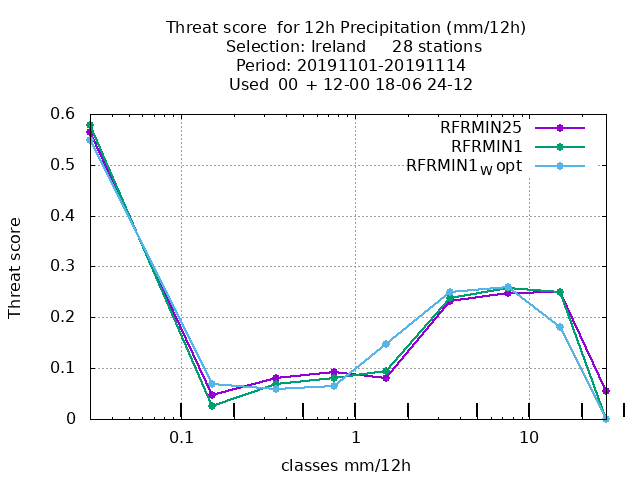 Threat score  for 12h Precipitation (mm/12h)
Selection: Ireland     28 stations
Period: 20191101-20191114
Used  00  + 12-00 18-06 24-12
RFRMIN25
RFRMIN1
RFRMIN1W opt
0.6
0.5
0.4
0.3
0.2
0.1
0
Threat score
0.1
1
10
classes mm/12h